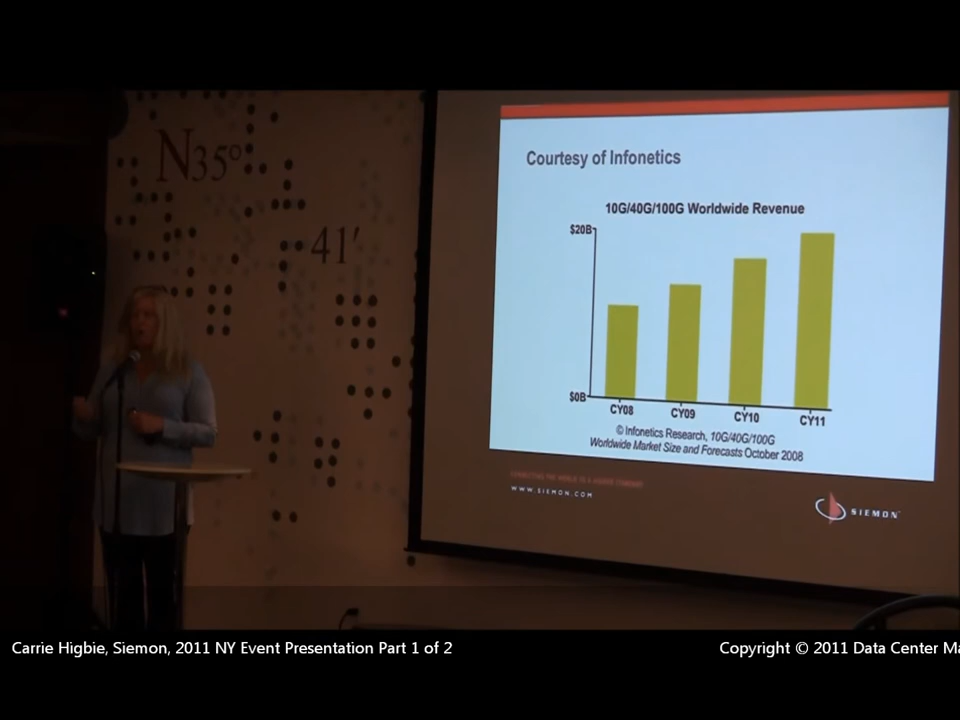 N35°
41′
Courtesy of Infonetics
10G/40G/100G Worldwide Revenue
$20B
$0B
CY08 CY09 CY10 CY11
© Infonetics Research, 10G/40G/100G
Worldwide Market Size and Forecasts October 2008
WWW.SIEMON.COM
SIEMON
Carrie Higbie, Siemon, 2011 NY Event Presentation Part 1 of 2
Copyright © 2011 Data Center Ma